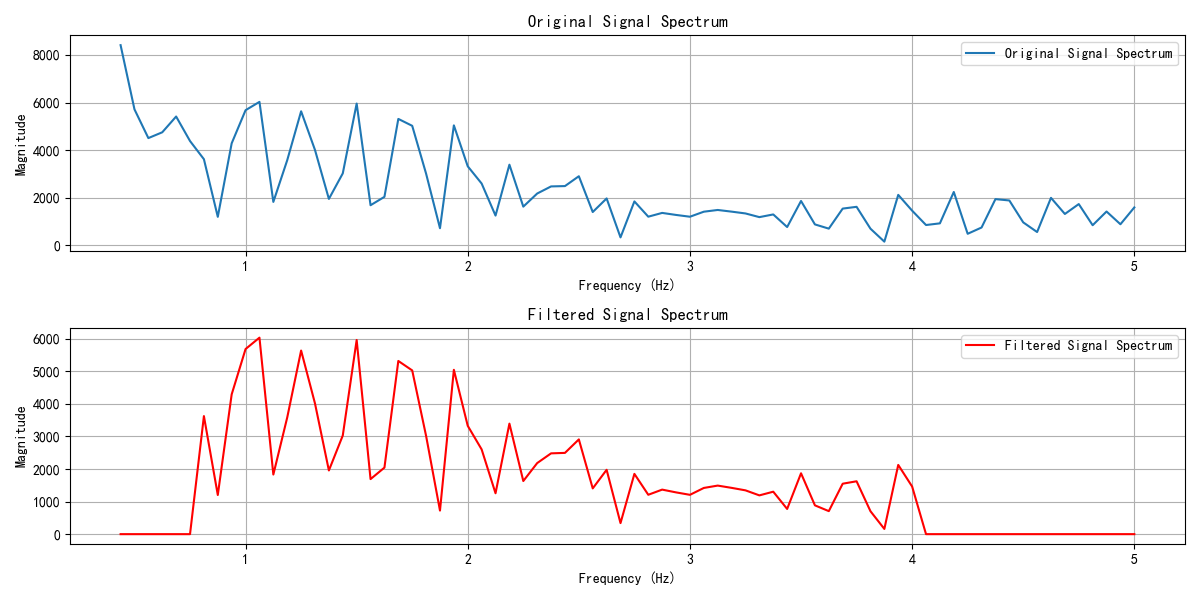 Original Signal Spectrum
Original Signal Spectrum
8000
6000
4000
2000
0
Magnitude
1 2 3 4 5
Frequency (Hz)
Filtered Signal Spectrum
Filtered Signal Spectrum
6000
5000
4000
3000
2000
1000
0
Magnitude
1 2 3 4 5
Frequency (Hz)